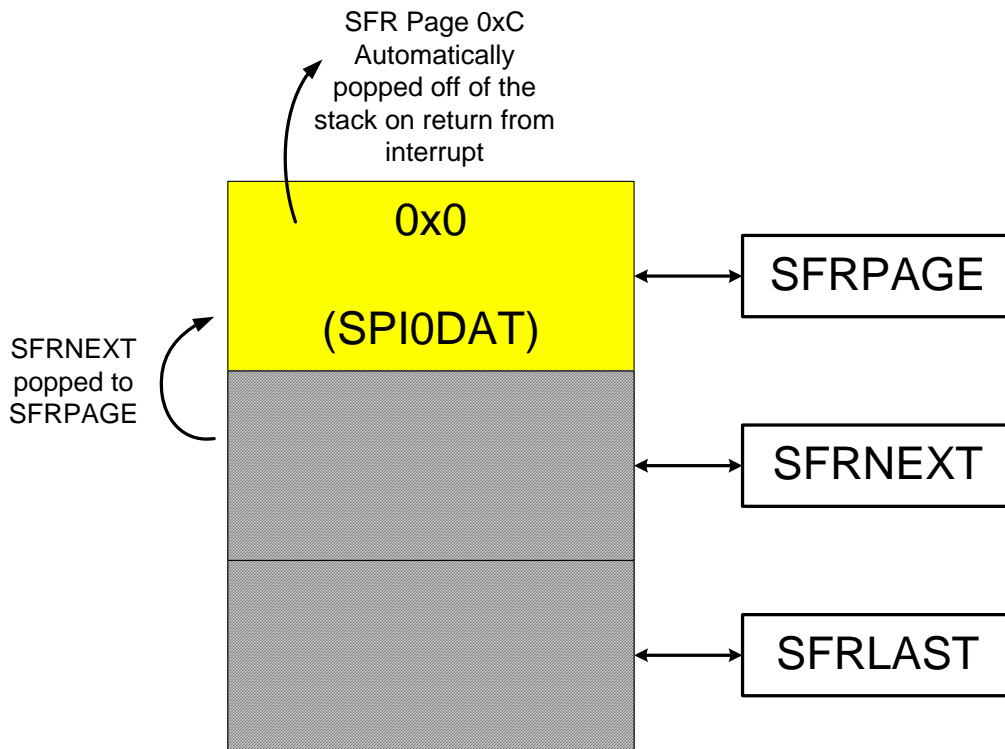 SFR Page 0xC
Automatically
popped off of the
stack on return from
interrupt
0x0
(SPI0DAT)
SFRPAGE
SFRNEXT
popped to
SFRPAGE
SFRNEXT
SFRLAST